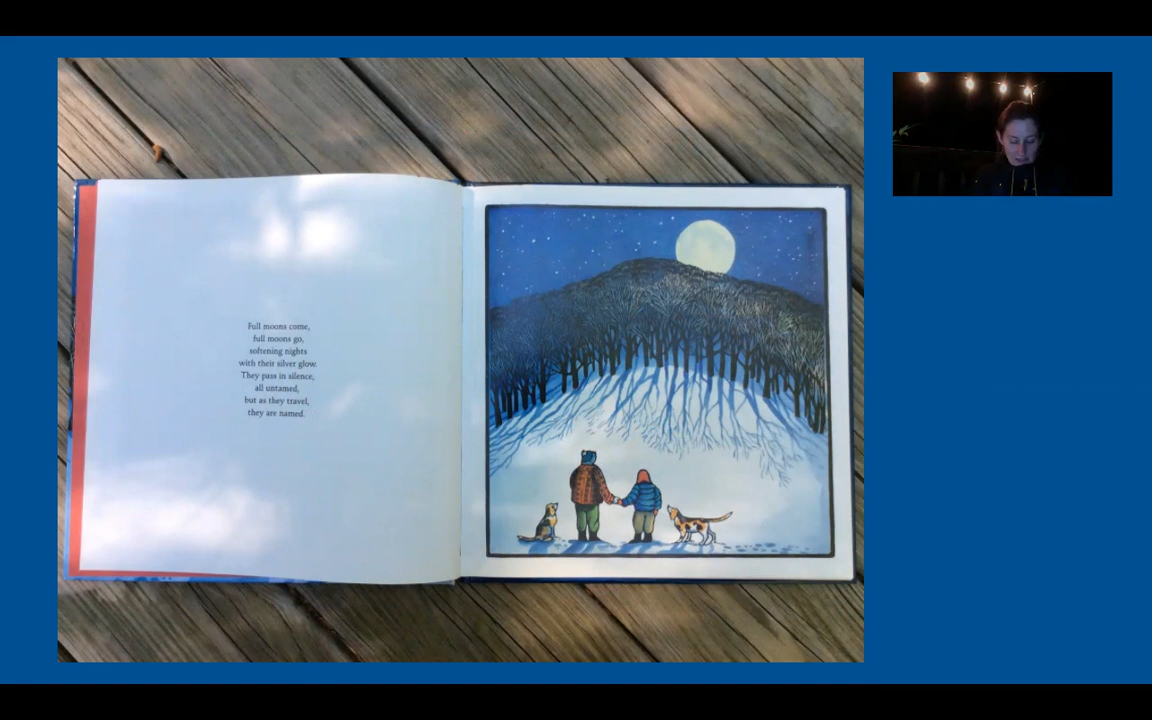 Full moons come,
full moons go,
softening nights
with their silver glow.
They pass in silence,
all untamed,
but as they travel,
they are named.